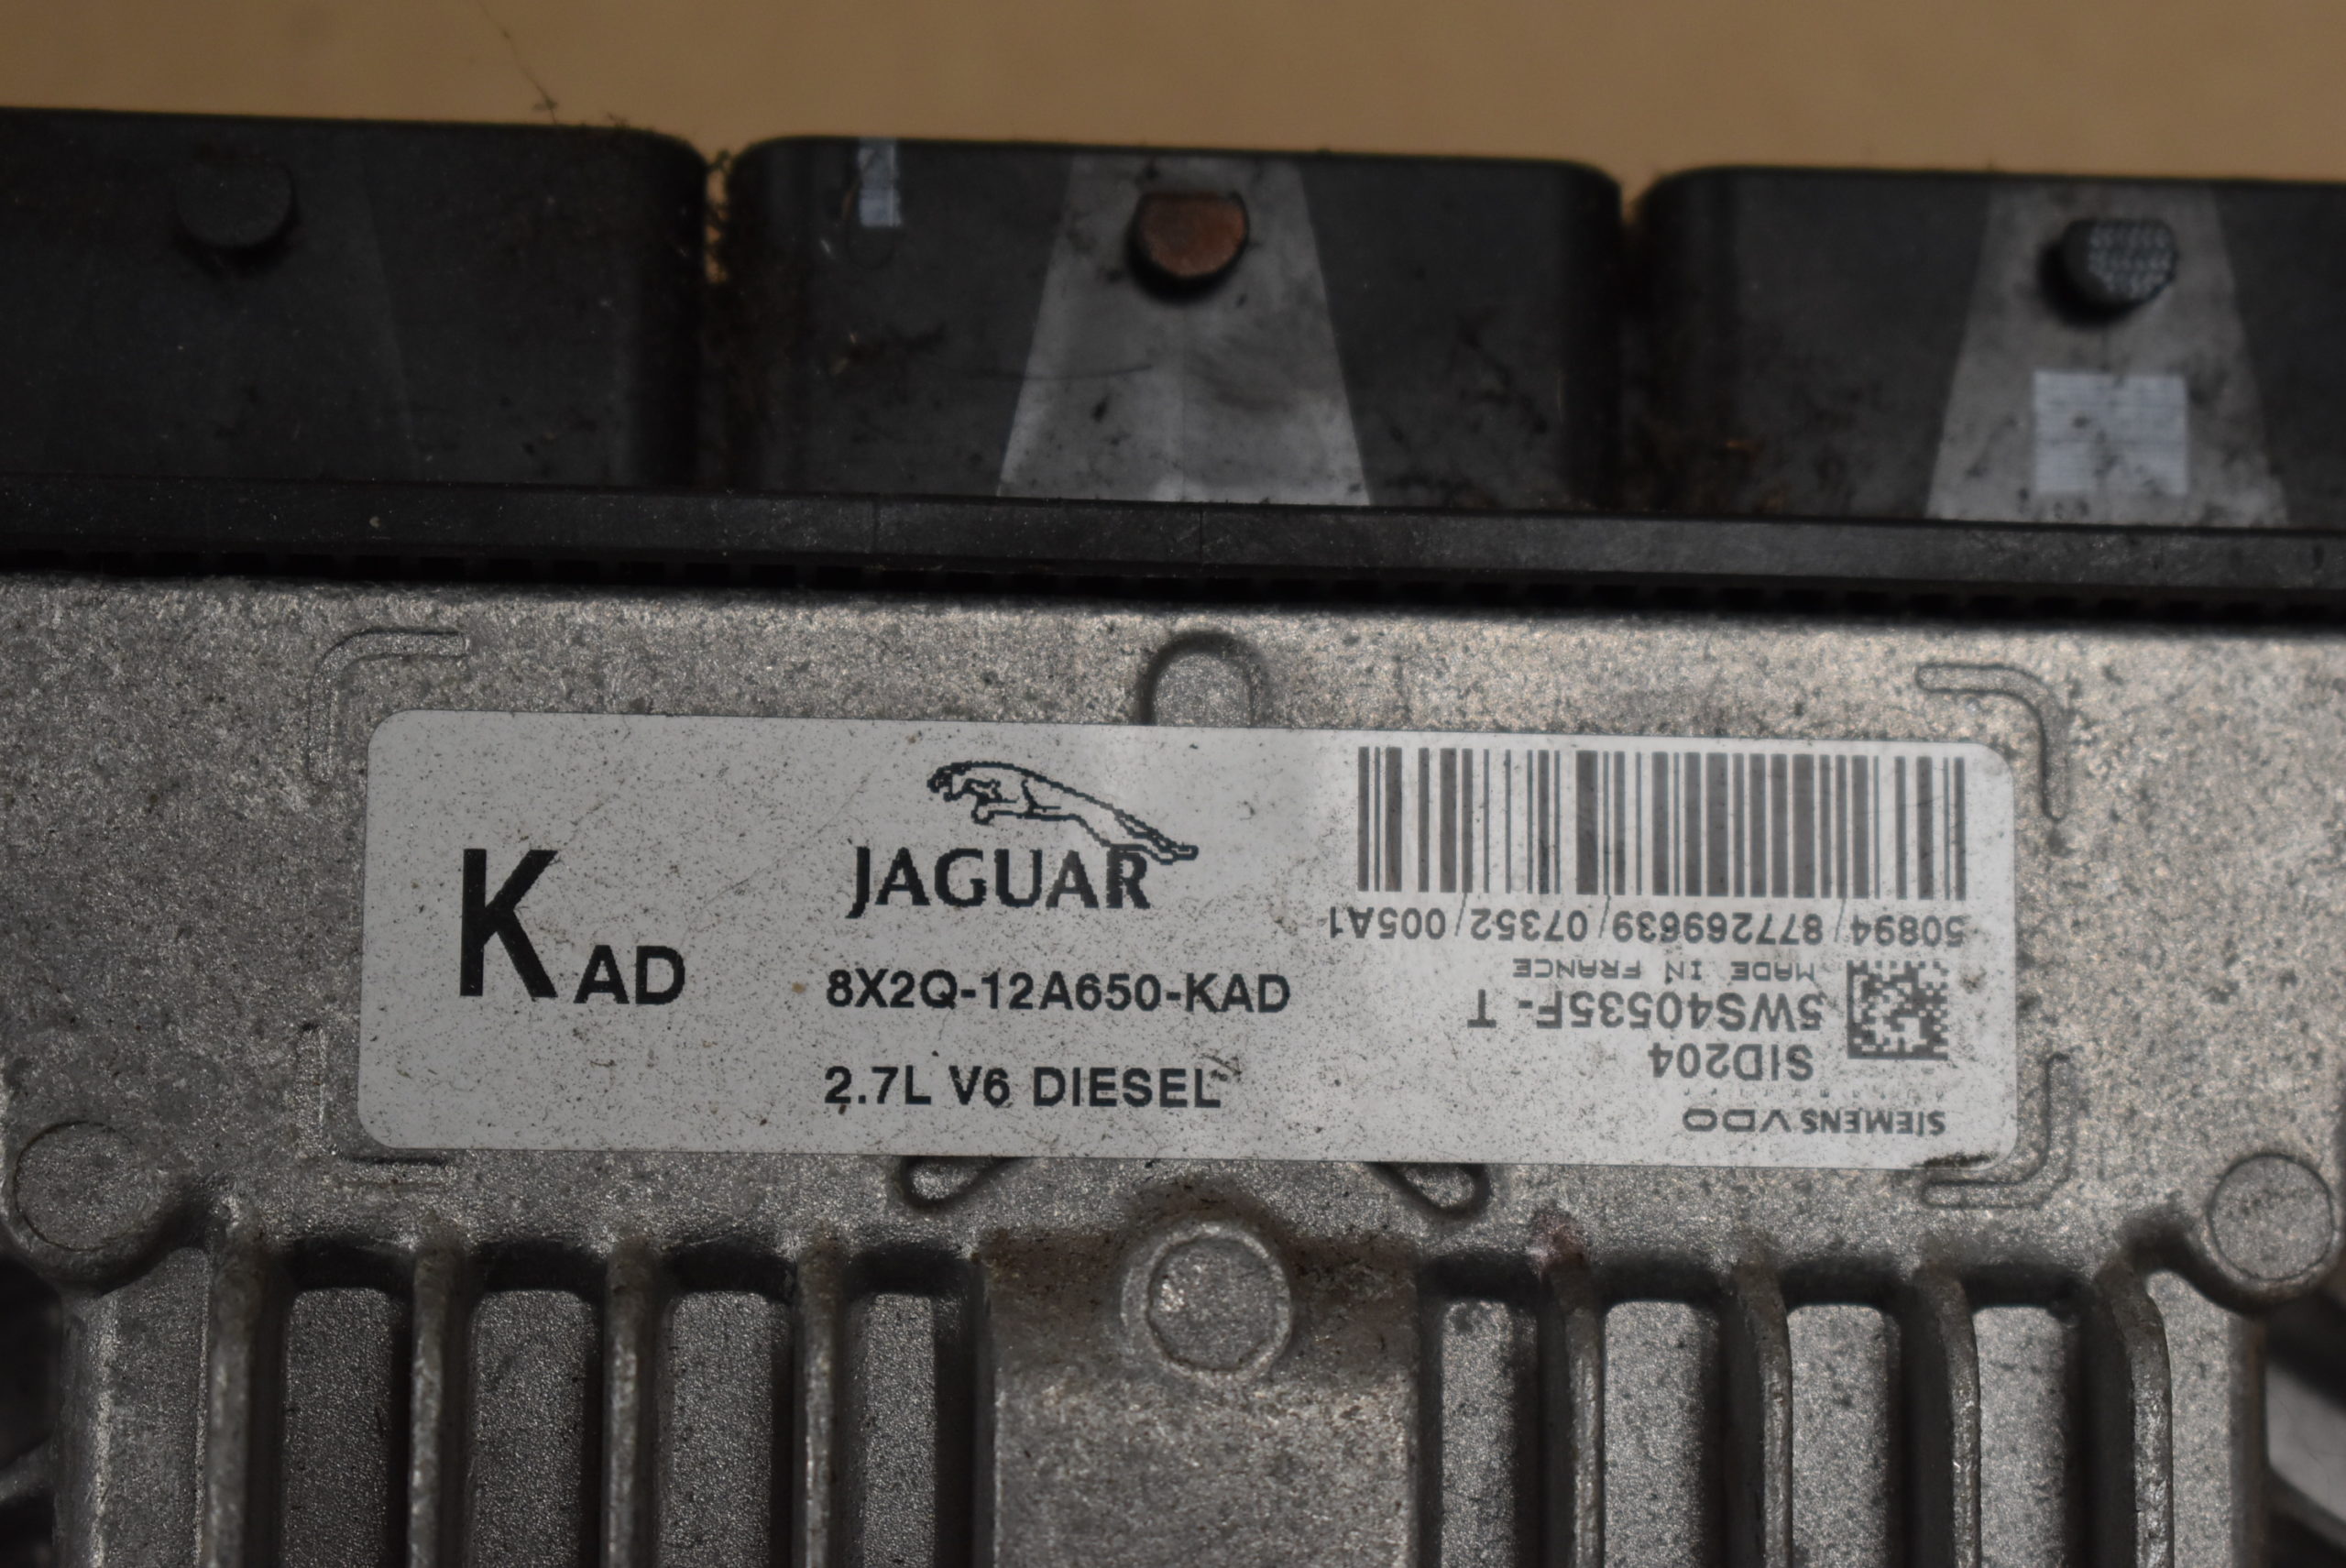 JAGUAR
K AD
8X2Q-12A650-KAD
2.7L V6 DIESEL
SIEMENS VDO
SID204
5WS40535F-T
MADE IN FRANCE
50894/877269639/07352/005A1